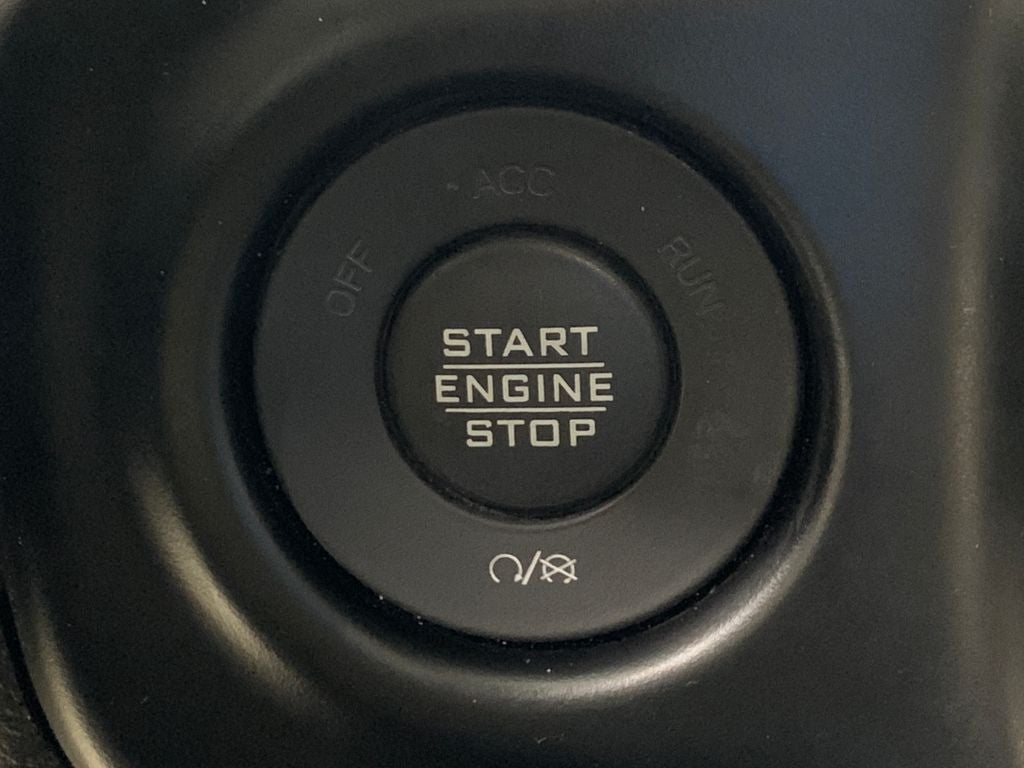 ACC
OFF
RUN
START
ENGINE
STOP